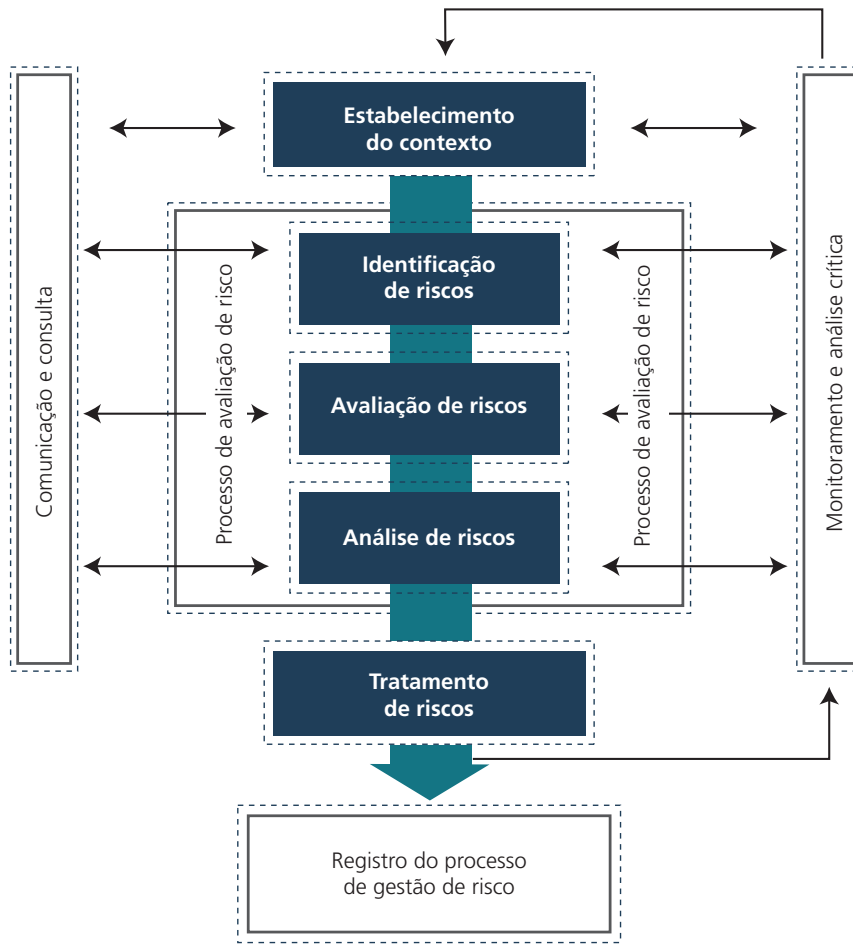 Estabelecimento
do contexto
Comunicação e consulta
Processo de avaliação de risco
Identificação
de riscos
Avaliação de riscos
Análise de riscos
Processo de avaliação de risco
Monitoramento e análise crítica
Tratamento
de riscos
Registro do processo
de gestão de risco